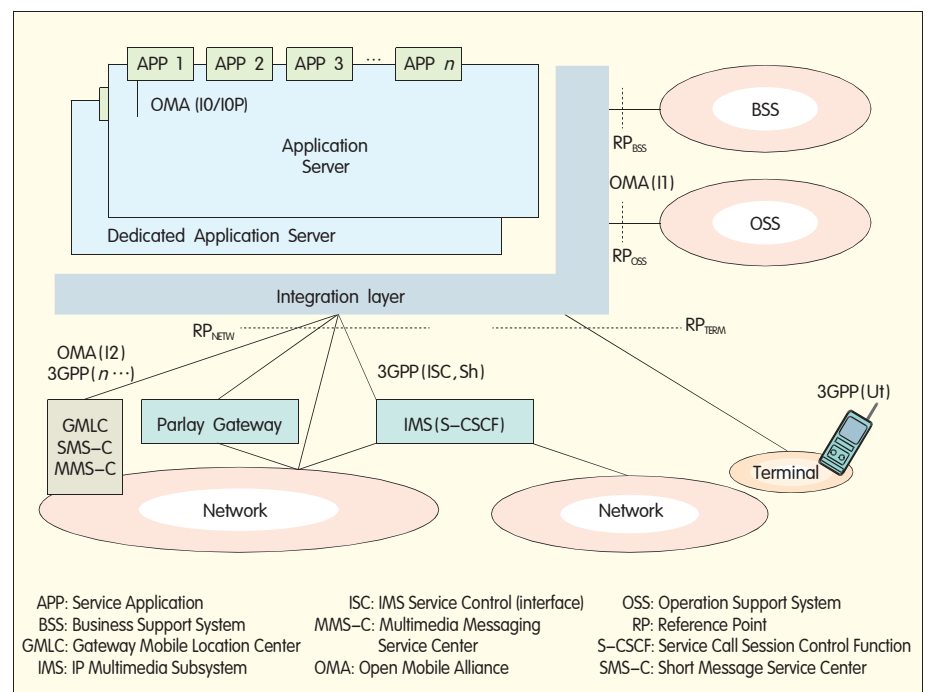 APP 1 APP 2 APP 3 ... APP n
OMA (I0/I0P)
Application
Server
Dedicated Application Server
BSS
RPBSS
OMA(I1)
OSS
RPOSS
Integration layer
RPNETW
RPTERM
OMA(I2)
3GPP(n ···)
3GPP(ISC, Sh)
3GPP(Ut)
GMLC
SMS-C
MMS-C
Parlay Gateway
IMS(S-CSCF)
Terminal
Network
Network
APP: Service Application
BSS: Business Support System
GMLC: Gateway Mobile Location Center
IMS: IP Multimedia Subsystem
ISC: IMS Service Control (interface)
MMS-C: Multimedia Messaging
Service Center
OMA: Open Mobile Alliance
OSS: Operation Support System
RP: Reference Point
S-CSCF: Service Call Session Control Function
SMS-C: Short Message Service Center